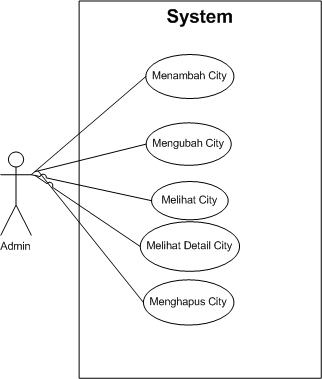 System
Menambah City
Mengubah City
Melihat City
Admin
Melihat Detail City
Menghapus City